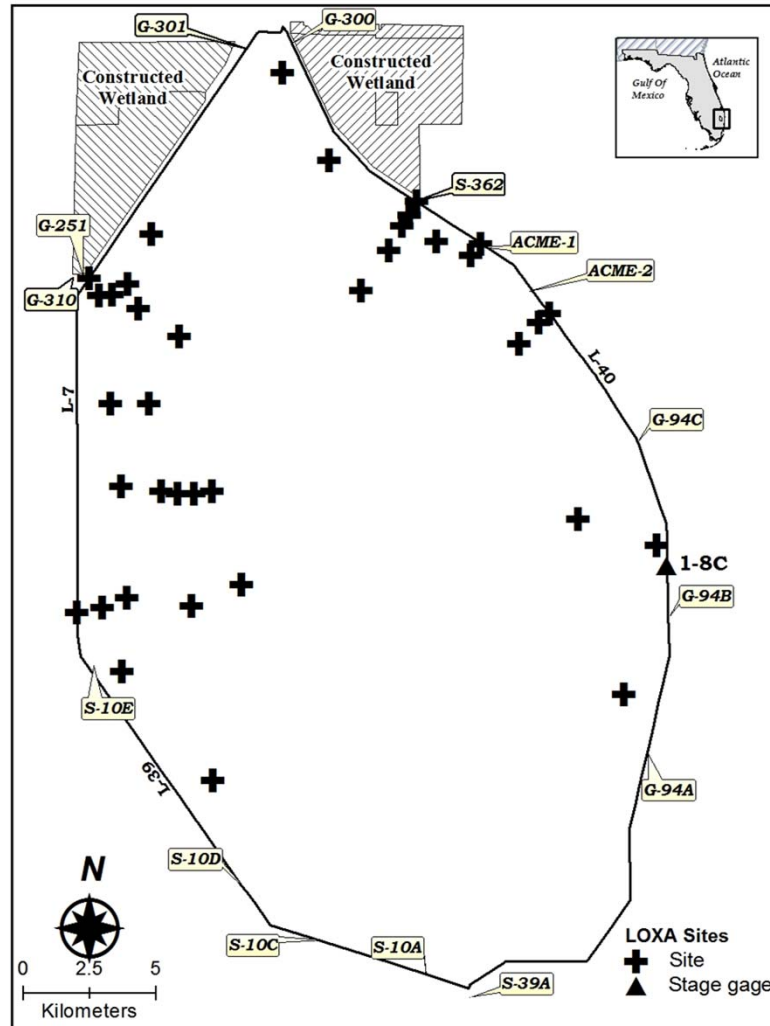 G-301
G-300
Constructed
Wetland
Constructed
Wetland
Atlantic
Ocean
Gulf Of
Mexico
S-362
G-251
ACME-1
G-310
ACME-2
L-7
L-40
G-94C
1-8C
G-94B
S-10E
L-39
G-94A
S-10D
N
S-10C
S-10A
S-39A
LOXA Sites
Site
Stage gage
0 2.5 5
Kilometers